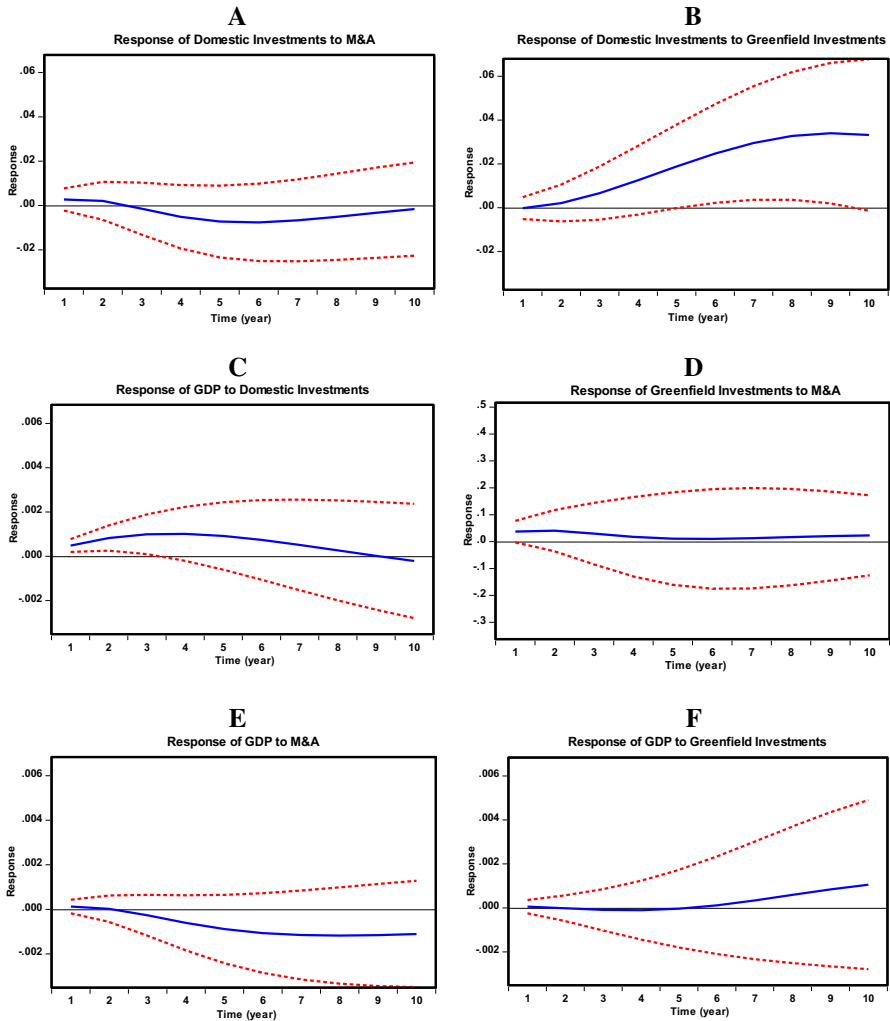 A
Response of Domestic Investments to M&A
.06
.04
.02
.00
-.02
Response
1 2 3 4 5 6 7 8 9 10
Time (year)
B
Response of Domestic Investments to Greenfield Investments
.06
.04
.02
.00
-.02
Response
1 2 3 4 5 6 7 8 9 10
Time (year)
C
Response of GDP to Domestic Investments
.006
.004
.002
.000
-.002
Response
1 2 3 4 5 6 7 8 9 10
Time (year)
D
Response of Greenfield Investments to M&A
.5
.4
.3
.2
.1
.0
-.1
-.2
-.3
Response
1 2 3 4 5 6 7 8 9 10
Time (year)
E
Response of GDP to M&A
.006
.004
.002
.000
-.002
Response
1 2 3 4 5 6 7 8 9 10
Time (year)
F
Response of GDP to Greenfield Investments
.006
.004
.002
.000
-.002
Response
1 2 3 4 5 6 7 8 9 10
Time (year)